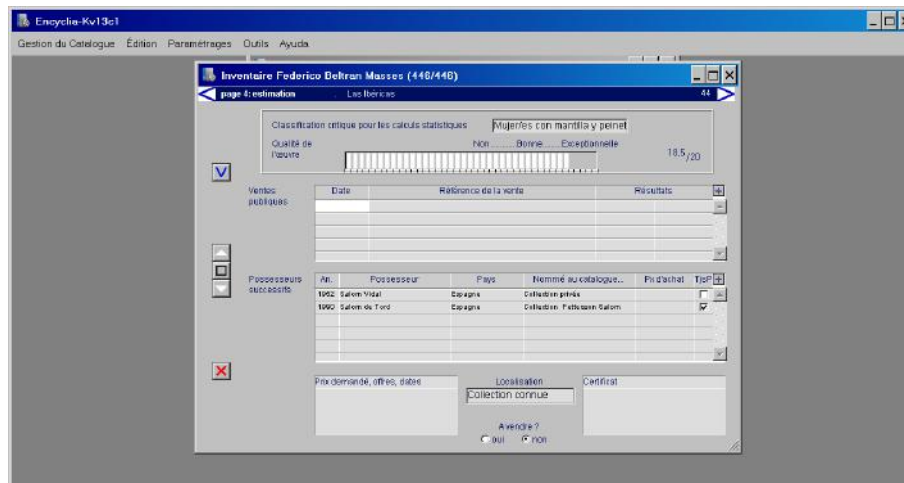 Encyclia-Kv13c1
Gestion du Catalogue Édition Paramétrages Outils Ayuda
Inventaire Federico Beltran Masses (446/446)
page 4: estimation Las Ibéricas 44
Classification critique pour les calculs statistiques Mujer/es con mantilla y peinet
Qualité de l'œuvre
Non.........Bonne......Exceptionnelle
18.5/20
Ventes publiques
Date Référence de la vente Résultats
Possesseurs successifs
An. Possesseur Pays Nommé au catalogue... Px d'achat TjsP
1962 Salom Vidal Espagne Collection privée
1990 Salom de Tord Espagne Collection Salom
Prix demandé, offres, dates Localisation Certificat
Collection connue
A vendre ?
oui non